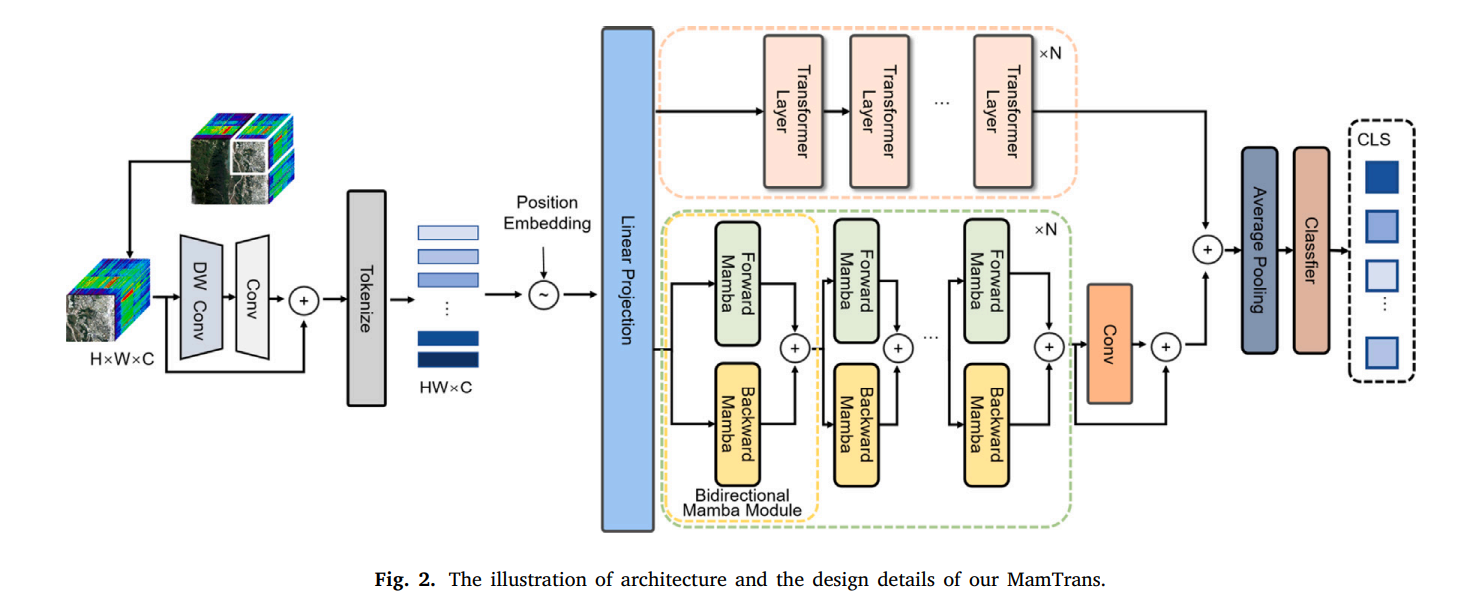 H×W×C
DW Conv
Conv
+
Tokenize
HW×C
Position
Embedding
~
Linear Projection
Transformer
Layer
Transformer
Layer
...
Transformer
Layer
×N
Forward
Mamba
Backward
Mamba
+
Bidirectional
Mamba Module
Forward
Mamba
Backward
Mamba
+
...
Forward
Mamba
Backward
Mamba
+
×N
Conv
+
+
Average Pooling
Classfier
CLS
⋮
Fig. 2. The illustration of architecture and the design details of our MamTrans.